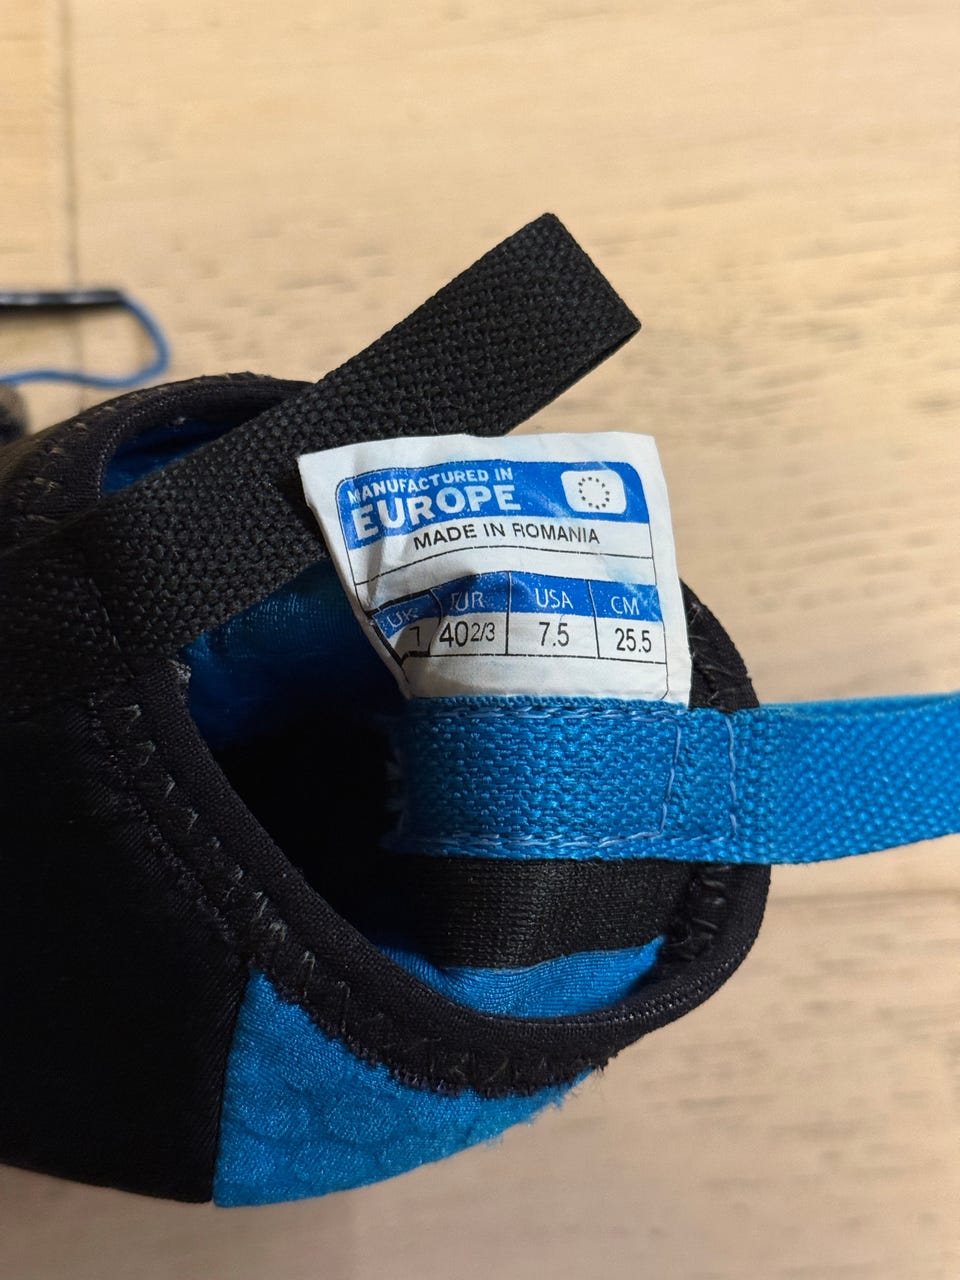 MANUFACTURED IN
EUROPE
MADE IN ROMANIA
UK EUR USA CM
7 40 2/3 7.5 25.5